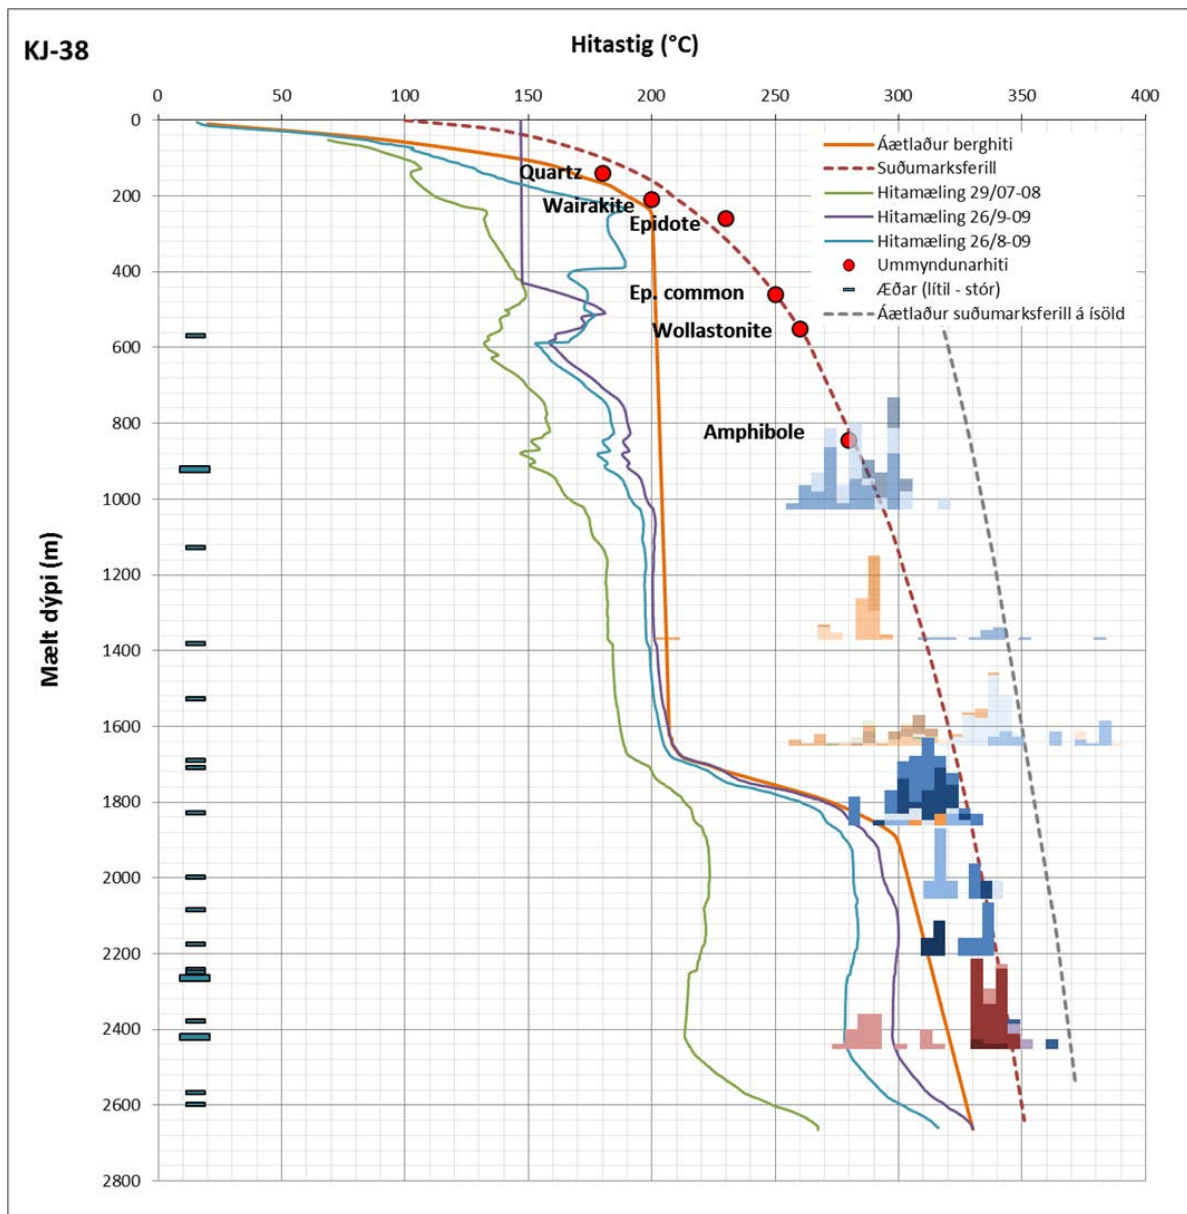 KJ-38
Hitastig (°C)
0 50 100 150 200 250 300 350 400
0
200
400
600
800
1000
1200
1400
1600
1800
2000
2200
2400
2600
2800
Mælt dýpi (m)
Quartz
Wairakite
Epidote
Ep. common
Wollastonite
Amphibole
Áætlaður berghiti
Suðumarksferill
Hitamæling 29/07-08
Hitamæling 26/9-09
Hitamæling 26/8-09
Ummyndunarhiti
Æðar (lítil - stór)
Áætlaður suðumarksferill á ísöld